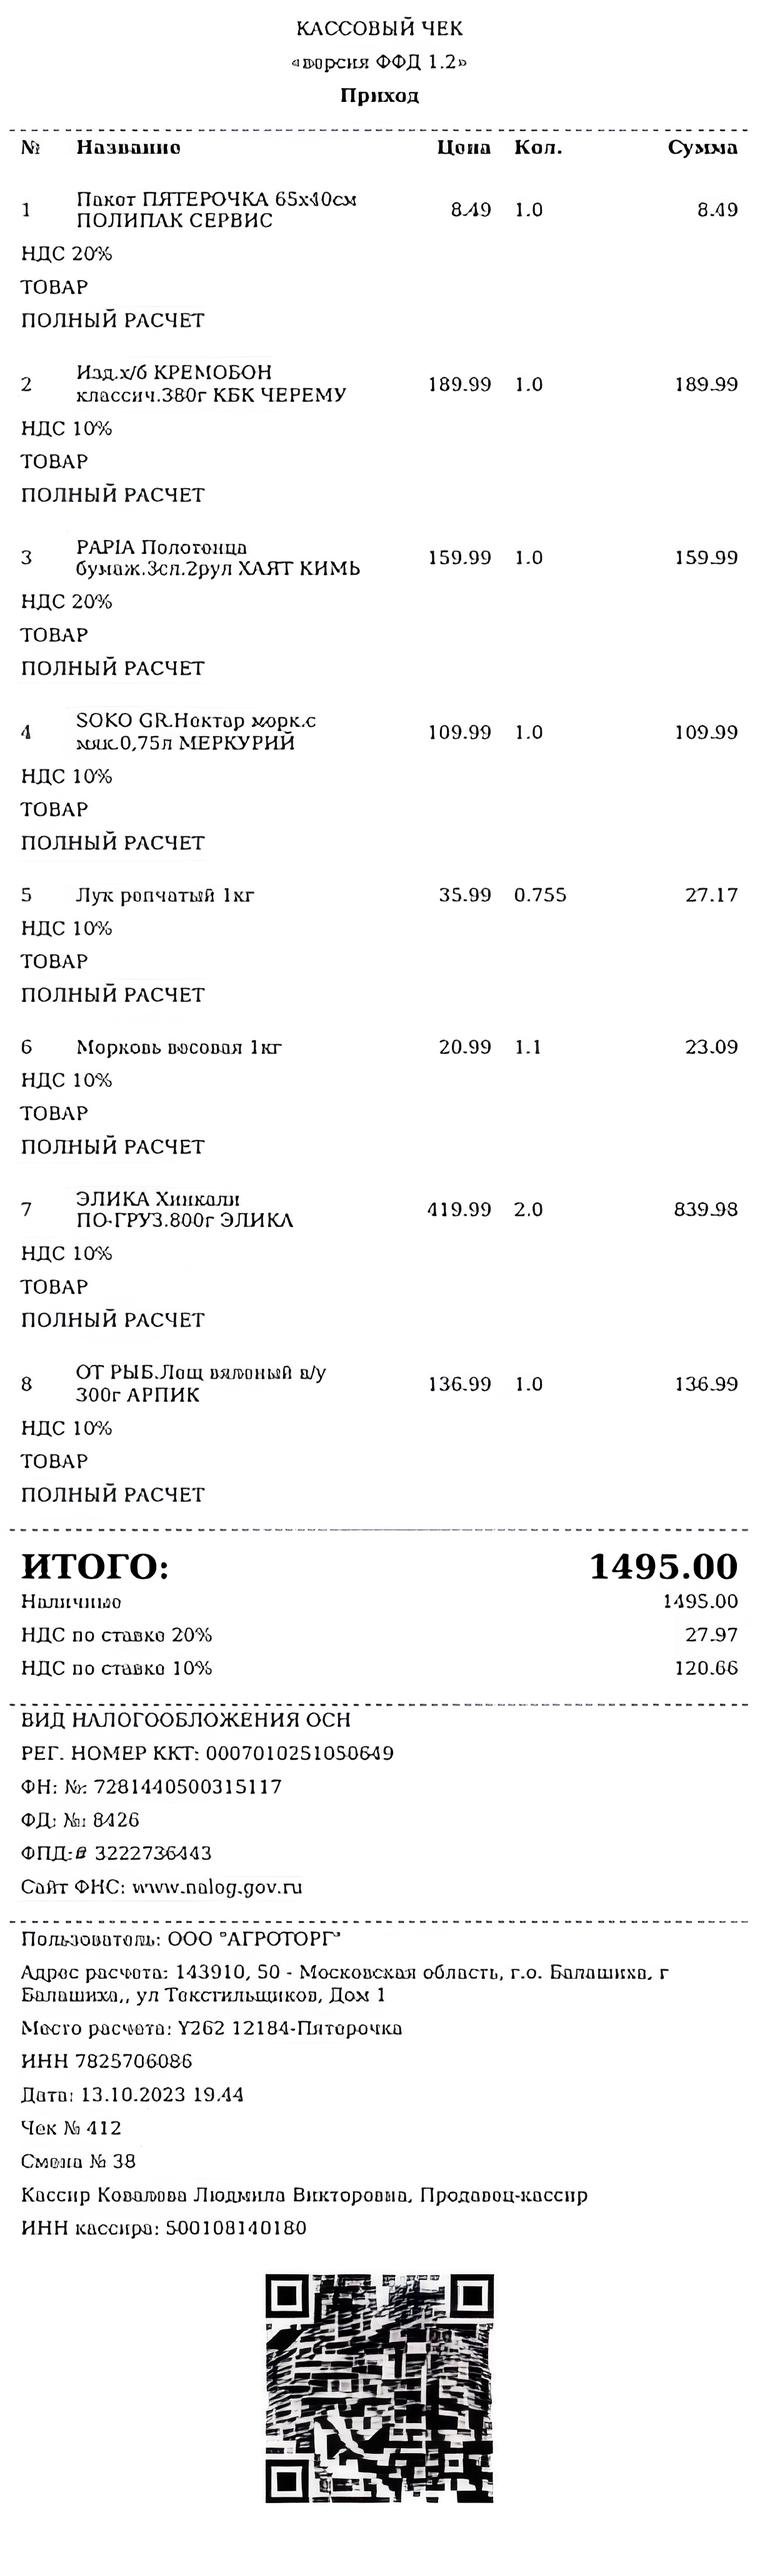 КАССОВЫЙ ЧЕК
«версия ФФД 1.2»
Приход
№ Название Цена Кол. Сумма
1 Пакет ПЯТЕРОЧКА 65х40см 8.49 1.0 8.49
ПОЛИПАК СЕРВИС
НДС 20%
ТОВАР
ПОЛНЫЙ РАСЧЕТ
2 Изд.х/б КРЕМОБОН 189.99 1.0 189.99
классич.380г КБК ЧЕРЕМУ
НДС 10%
ТОВАР
ПОЛНЫЙ РАСЧЕТ
3 PAPIA Полотенца 159.99 1.0 159.99
бумаж.3сл.2рул ХАЯТ КИМЬ
НДС 20%
ТОВАР
ПОЛНЫЙ РАСЧЕТ
4 SOKO GR.Нектар морк.с 109.99 1.0 109.99
мяк.0,75л МЕРКУРИЙ
НДС 10%
ТОВАР
ПОЛНЫЙ РАСЧЕТ
5 Лук репчатый 1кг 35.99 0.755 27.17
НДС 10%
ТОВАР
ПОЛНЫЙ РАСЧЕТ
6 Морковь весовая 1кг 20.99 1.1 23.09
НДС 10%
ТОВАР
ПОЛНЫЙ РАСЧЕТ
7 ЭЛИКА Хинкали 419.99 2.0 839.98
ПО-ГРУЗ.800г ЭЛИКА
НДС 10%
ТОВАР
ПОЛНЫЙ РАСЧЕТ
8 ОТ РЫБ.Лещ вяленый в/у 136.99 1.0 136.99
300г АРПИК
НДС 10%
ТОВАР
ПОЛНЫЙ РАСЧЕТ
ИТОГО: 1495.00
Наличные 1495.00
НДС по ставке 20% 27.97
НДС по ставке 10% 120.66
ВИД НАЛОГООБЛОЖЕНИЯ ОСН
РЕГ. НОМЕР ККТ: 0007010251050649
ФН: №: 7281440500315117
ФД: №: 8426
ФПД:# 3222736443
Сайт ФНС: www.nalog.gov.ru
Пользователь: ООО "АГРОТОРГ"
Адрес расчета: 143910, 50 - Московская область, г.о. Балашиха, г
Балашиха,, ул Текстильщиков, Дом 1
Место расчета: Y262 12184-Пятерочка
ИНН 7825706086
Дата: 13.10.2023 19.44
Чек № 412
Смена № 38
Кассир Ковалева Людмила Викторовна, Продавец-кассир
ИНН кассира: 500108140180